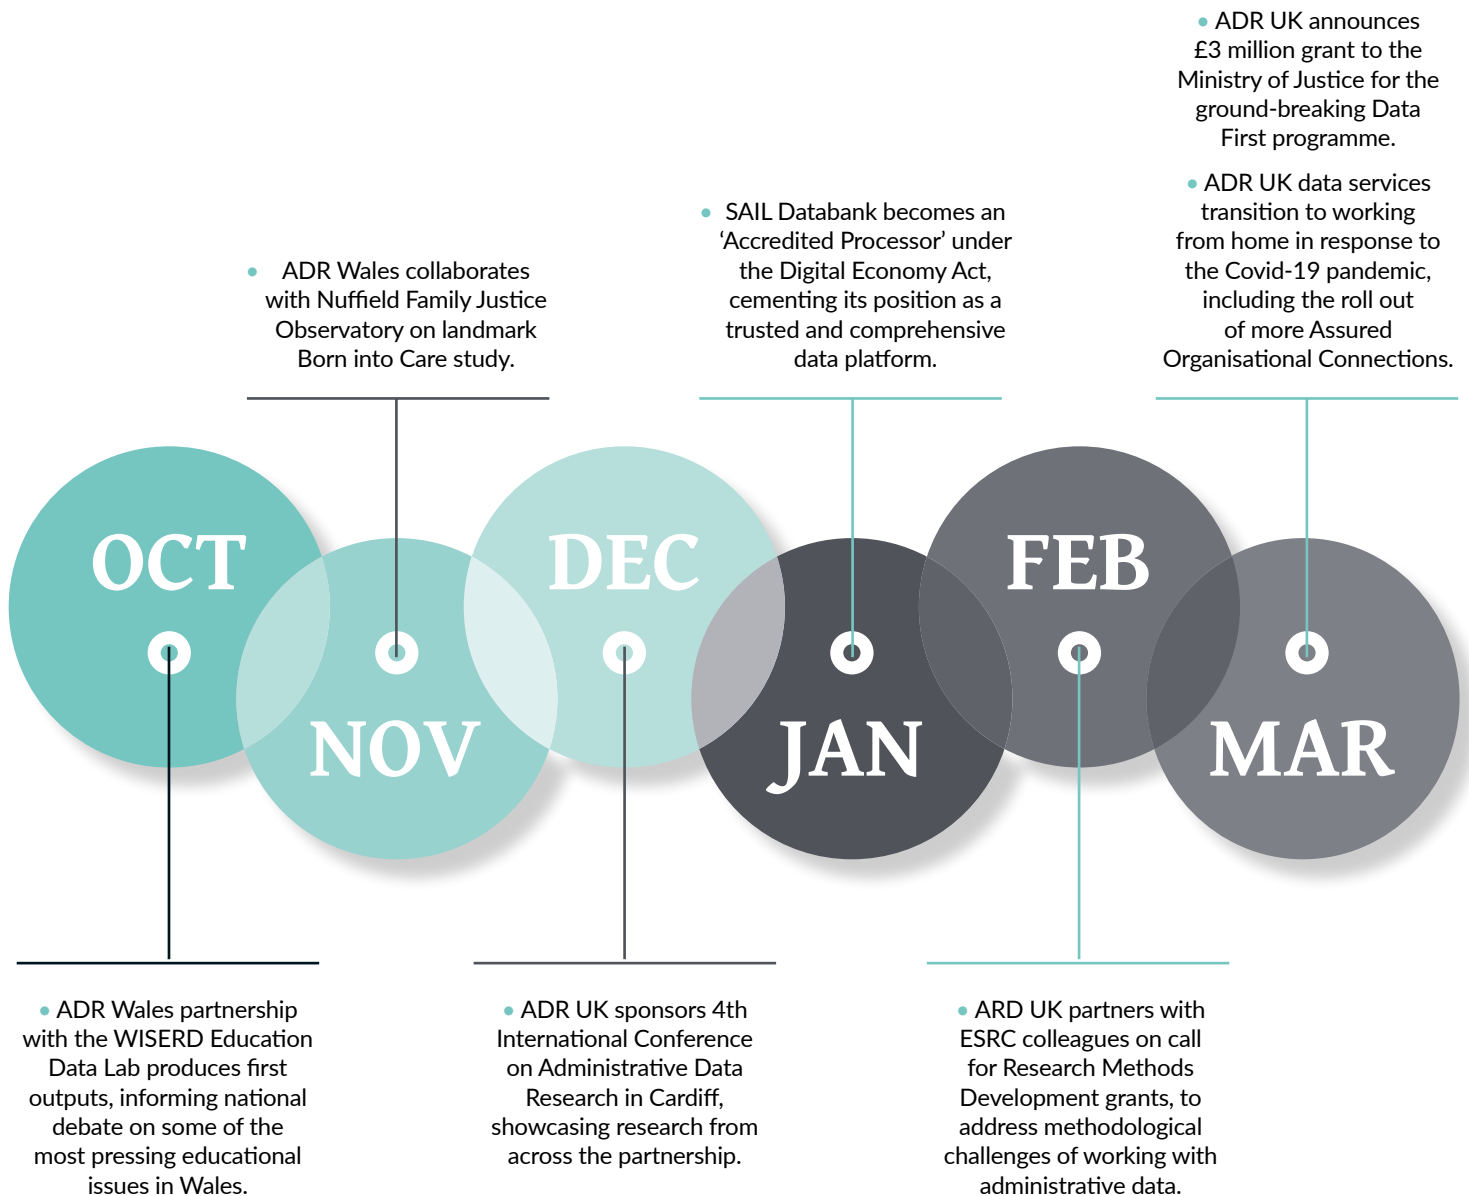 • ADR UK announces
£3 million grant to the
Ministry of Justice for the
ground-breaking Data
First programme.
• ADR UK data services
transition to working
from home in response to
the Covid-19 pandemic,
including the roll out
of more Assured
Organisational Connections.
• SAIL Databank becomes an
‘Accredited Processor’ under
the Digital Economy Act,
cementing its position as a
trusted and comprehensive
data platform.
• ADR Wales collaborates
with Nuffield Family Justice
Observatory on landmark
Born into Care study.
OCT
NOV
DEC
JAN
FEB
MAR
• ADR Wales partnership
with the WISERD Education
Data Lab produces first
outputs, informing national
debate on some of the
most pressing educational
issues in Wales.
• ADR UK sponsors 4th
International Conference
on Administrative Data
Research in Cardiff,
showcasing research from
across the partnership.
• ARD UK partners with
ESRC colleagues on call
for Research Methods
Development grants, to
address methodological
challenges of working with
administrative data.